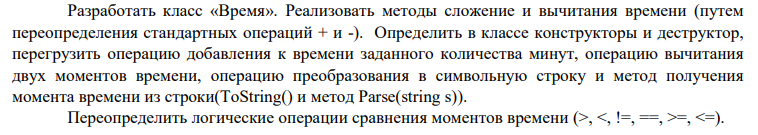 Разработать класс «Время». Реализовать методы сложение и вычитания времени (путем
переопределения стандартных операций + и -). Определить в классе конструкторы и деструктор,
перегрузить операцию добавления к времени заданного количества минут, операцию вычитания
двух моментов времени, операцию преобразования в символьную строку и метод получения
момента времени из строки(ToString() и метод Parse(string s)).
Переопределить логические операции сравнения моментов времени (>, <, !=, ==, >=, <=).